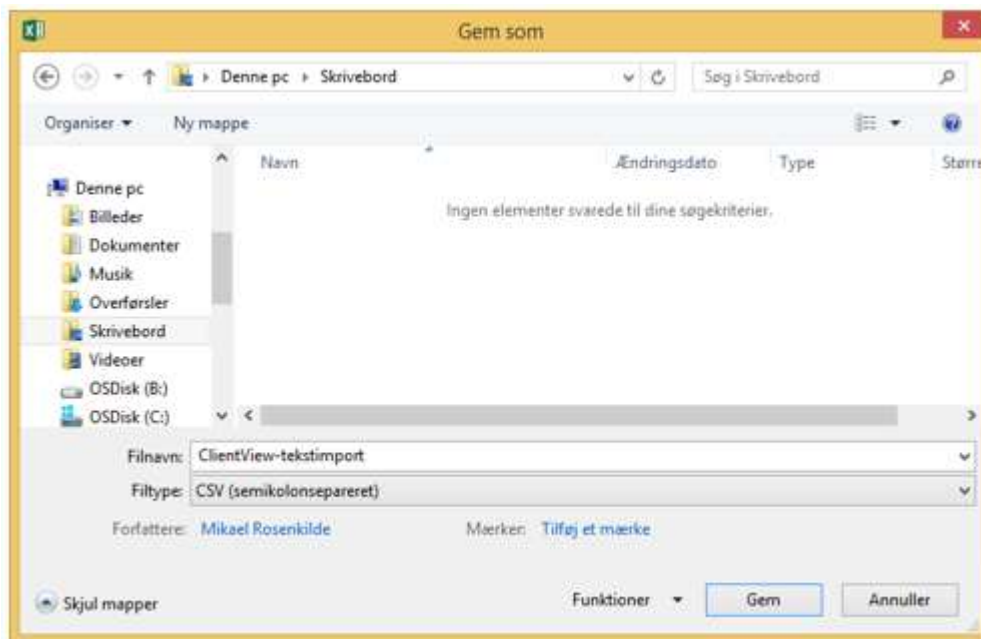 Gem som
Denne pc Skrivebord Søg i Skrivebord
Organiser Ny mappe
Navn Ændringsdato Type Større
Denne pc
Billeder
Dokumenter
Musik
Overførsler
Skrivebord
Videoer
OSDisk (B:)
OSDisk (C:)
Ingen elementer svarede til dine søgekriterier.
Filnavn: ClientView-tekstimport
Filtype: CSV (semikolonsepareret)
Forfattere: Mikael Rosenkilde Mærker: Tilføj et mærke
Skjul mapper Funktioner Gem Annuller